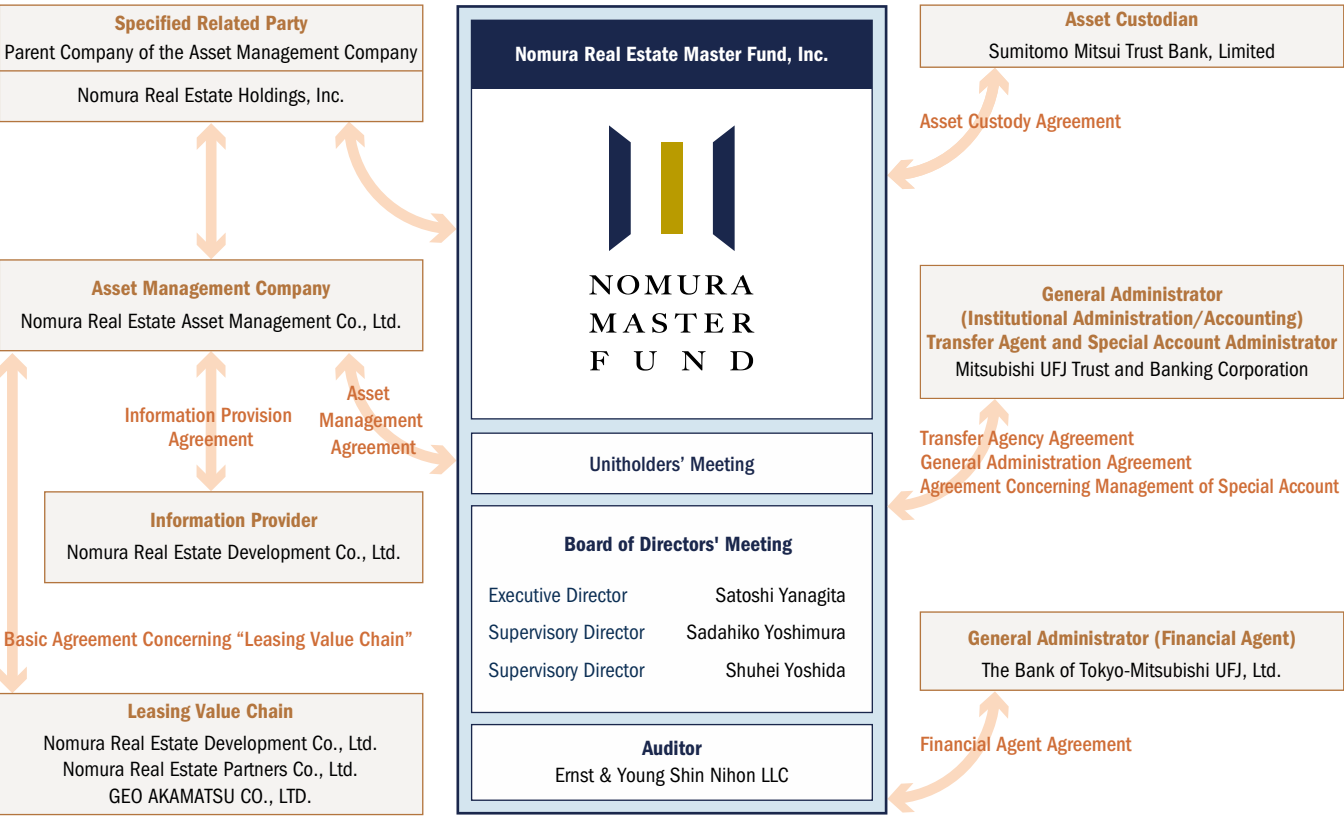 Specified Related Party
Parent Company of the Asset Management Company
Nomura Real Estate Holdings, Inc.
Asset Management Company
Nomura Real Estate Asset Management Co., Ltd.
Information Provision
Agreement
Asset
Management
Agreement
Information Provider
Nomura Real Estate Development Co., Ltd.
Basic Agreement Concerning “Leasing Value Chain”
Leasing Value Chain
Nomura Real Estate Development Co., Ltd.
Nomura Real Estate Partners Co., Ltd.
GEO AKAMATSU CO., LTD.
Nomura Real Estate Master Fund, Inc.
NOMURA
MASTER
FUND
Unitholders’ Meeting
Board of Directors' Meeting
Executive Director Satoshi Yanagita
Supervisory Director Sadahiko Yoshimura
Supervisory Director Shuhei Yoshida
Auditor
Ernst & Young Shin Nihon LLC
Asset Custodian
Sumitomo Mitsui Trust Bank, Limited
Asset Custody Agreement
General Administrator
(Institutional Administration/Accounting)
Transfer Agent and Special Account Administrator
Mitsubishi UFJ Trust and Banking Corporation
Transfer Agency Agreement
General Administration Agreement
Agreement Concerning Management of Special Account
General Administrator (Financial Agent)
The Bank of Tokyo-Mitsubishi UFJ, Ltd.
Financial Agent Agreement